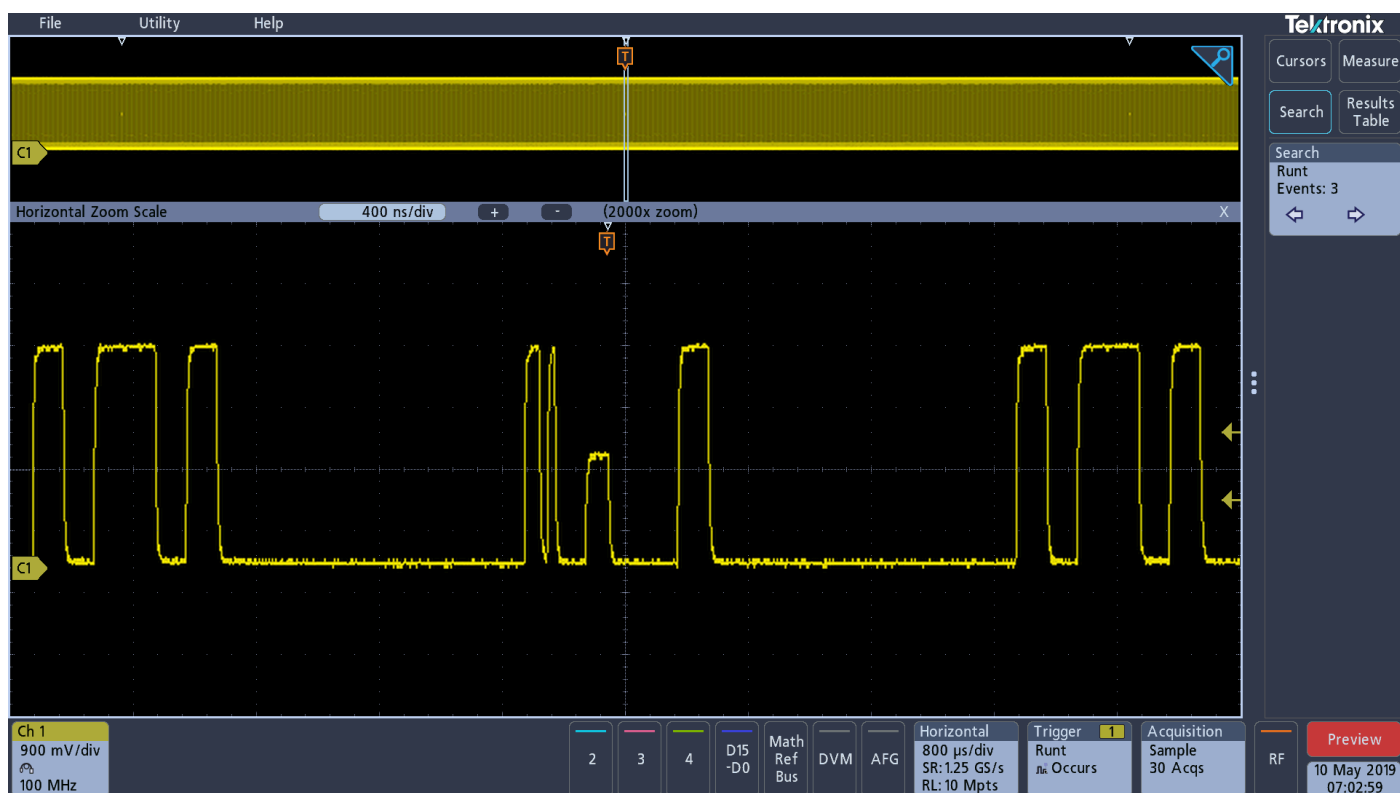 File Utility Help
Tektronix
Cursors Measure
Search Results Table
Search
Runt
Events: 3
T
C1
Horizontal Zoom Scale 400 ns/div + - (2000x zoom) X
T
C1
Ch 1
900 mV/div
100 MHz
2
3
4
D15
-D0
Math
Ref
Bus
DVM
AFG
Horizontal
800 µs/div
SR: 1.25 GS/s
RL: 10 Mpts
Trigger 1
Runt
Occurs
Acquisition
Sample
30 Acqs
RF
Preview
10 May 2019
07:02:59